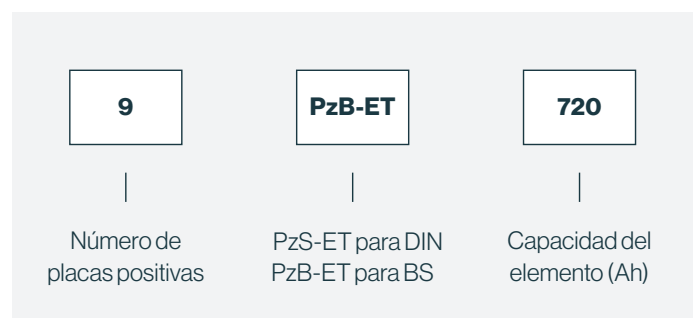 9
PzB-ET
720
Número de
placas positivas
PzS-ET para DIN
PzB-ET para BS
Capacidad del
elemento (Ah)